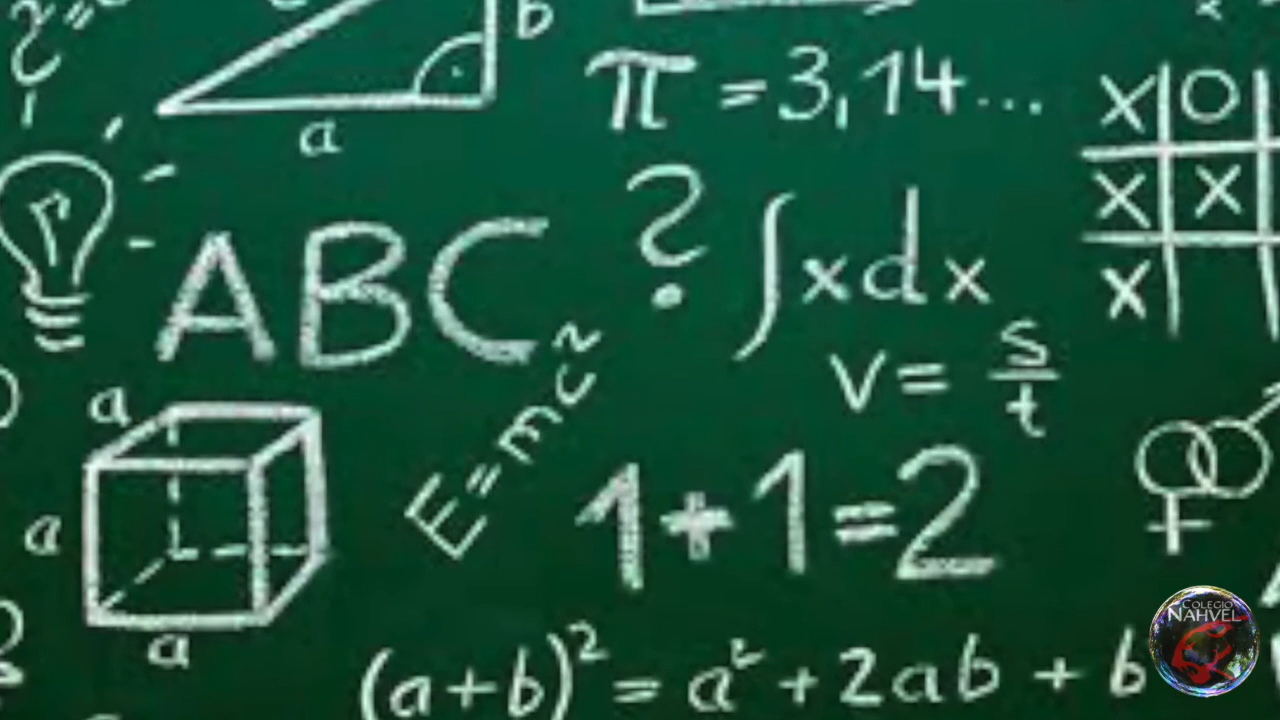 b
a
π = 3,14...
X O
X X
X
?
∫xdx
ABC
v = s/t
E=mc²
a
a
a
1+1=2
(a+b)² = a² + 2ab + b
COLEGIO
NAHVEL